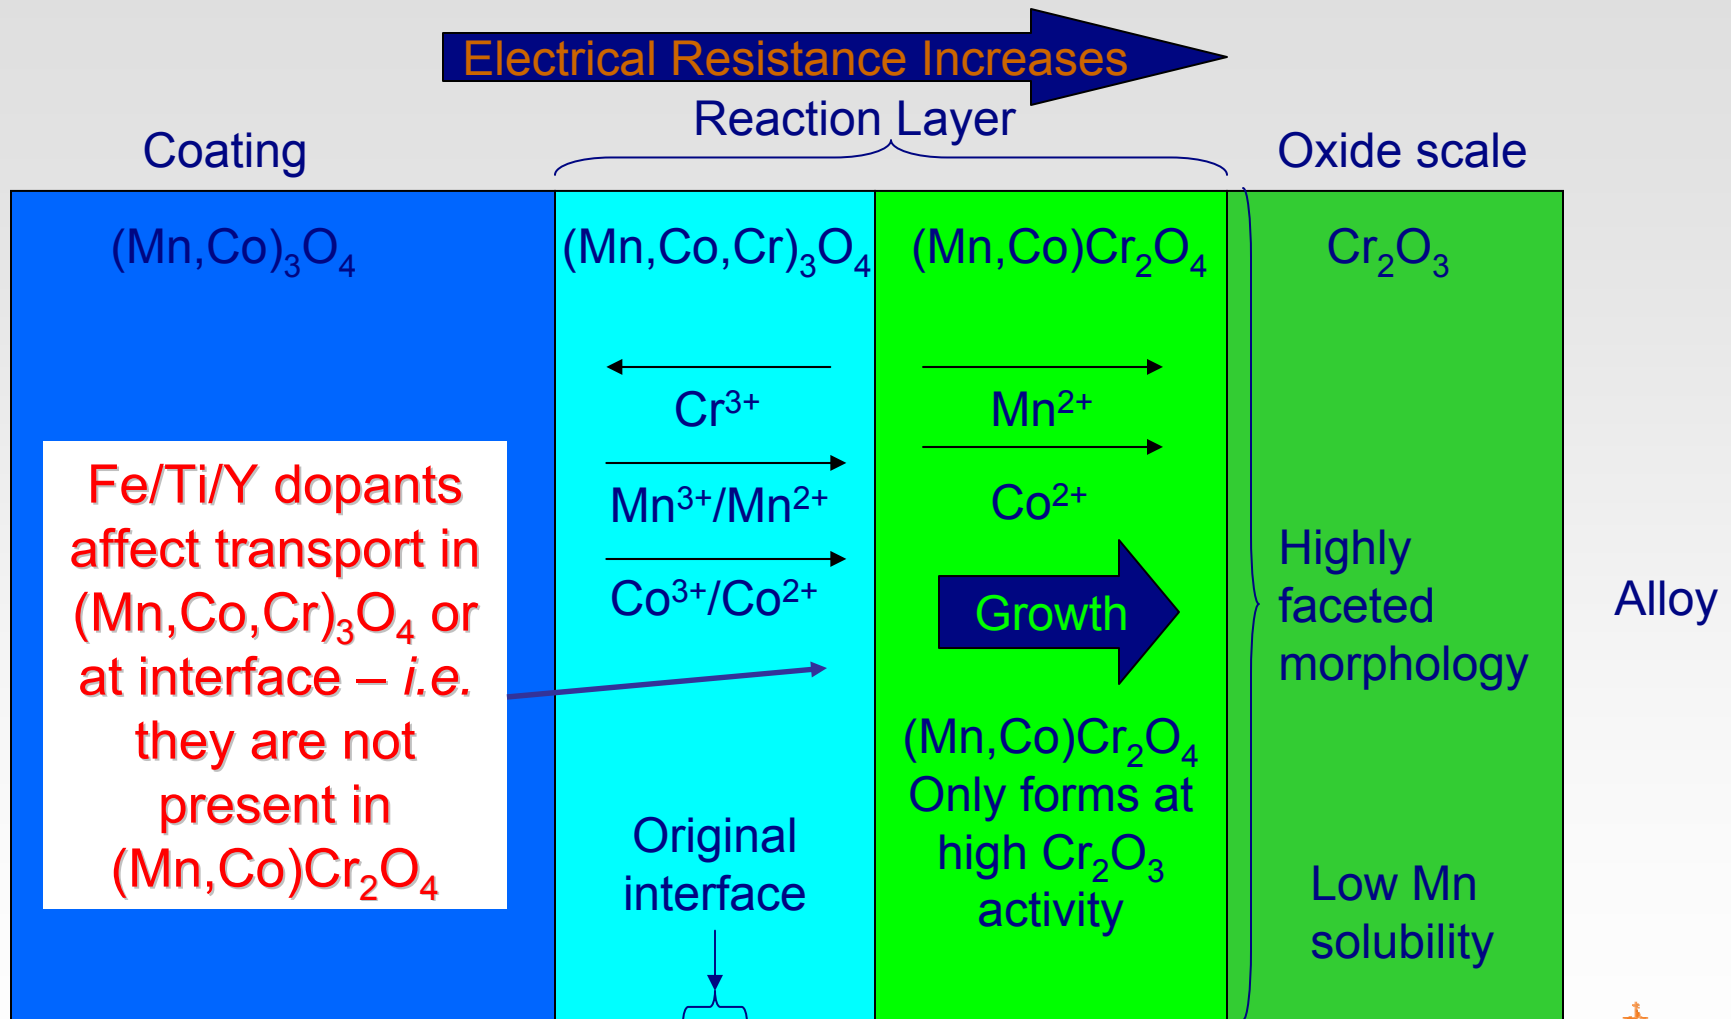 Electrical Resistance Increases
Reaction Layer
Coating
Oxide scale
(Mn,Co)₃O₄
(Mn,Co,Cr)₃O₄
(Mn,Co)Cr₂O₄
Cr₂O₃
Cr³⁺
Mn³⁺/Mn²⁺
Co³⁺/Co²⁺
Mn²⁺
Co²⁺
Growth
Fe/Ti/Y dopants
affect transport in
(Mn,Co,Cr)₃O₄ or
at interface – i.e.
they are not
present in
(Mn,Co)Cr₂O₄
Original
interface
(Mn,Co)Cr₂O₄
Only forms at
high Cr₂O₃
activity
Highly
faceted
morphology
Low Mn
solubility
Alloy